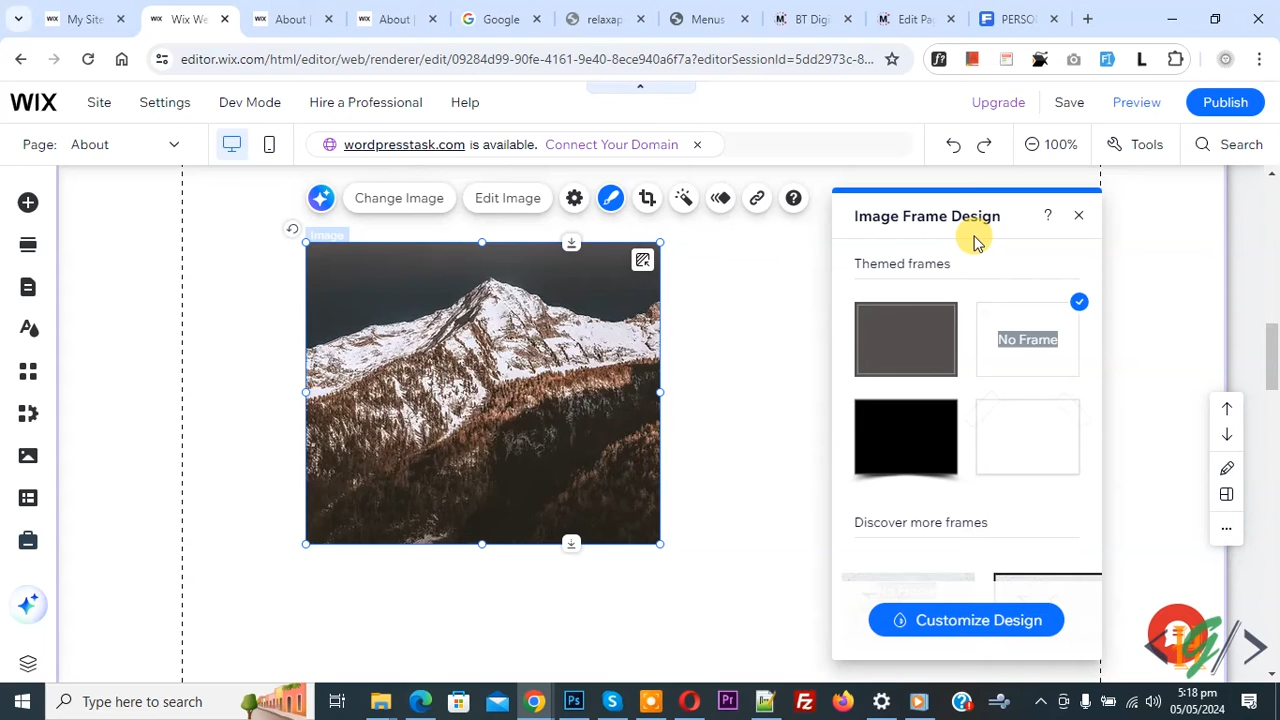 My Site
Wix We
About |
About |
Google
relaxap
Menus
BT Digi
Edit Pa
PERSO
editor.wix.com/html/editor/web/renderer/edit/09284d99-90fe-4161-9e40-8ece940a6f7a?editorSessionId=5dd2973c-8...
WIX
Site
Settings
Dev Mode
Hire a Professional
Help
Upgrade
Save
Preview
Publish
Page: About
wordpresstask.com is available. Connect Your Domain
100%
Tools
Search
Change Image
Edit Image
Image
Image Frame Design
?
Themed frames
No Frame
Discover more frames
Customize Design
Type here to search
5:18 pm
05/05/2024